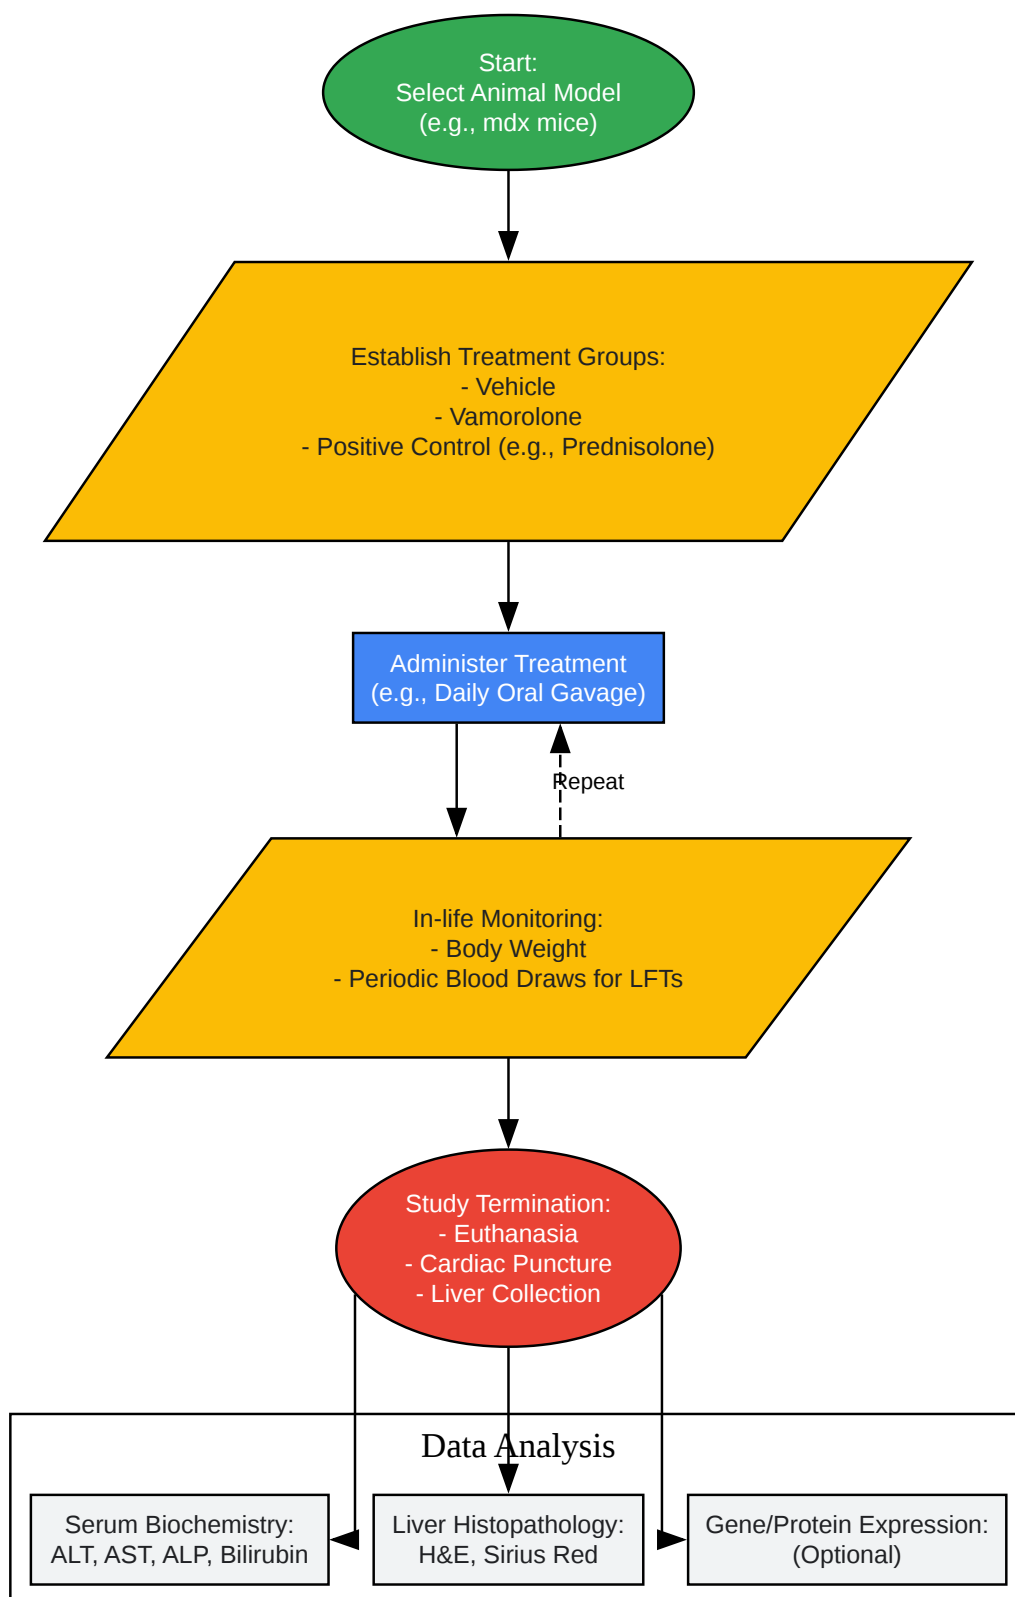 Start:
Select Animal Model
(e.g., mdx mice)
Establish Treatment Groups:
- Vehicle
- Vamorolone
- Positive Control (e.g., Prednisolone)
Administer Treatment
(e.g., Daily Oral Gavage)
Repeat
In-life Monitoring:
- Body Weight
- Periodic Blood Draws for LFTs
Study Termination:
- Euthanasia
- Cardiac Puncture
- Liver Collection
Data Analysis
Serum Biochemistry:
ALT, AST, ALP, Bilirubin
Liver Histopathology:
H&E, Sirius Red
Gene/Protein Expression:
(Optional)